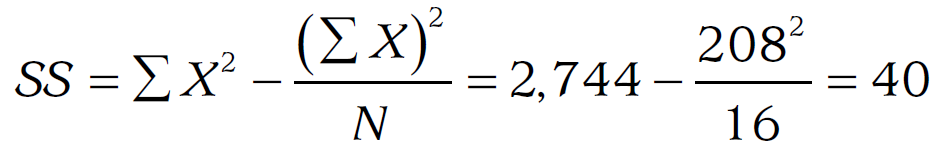 SS = ∑ X² − (∑ X)² / N = 2,744 − 208² / 16 = 40